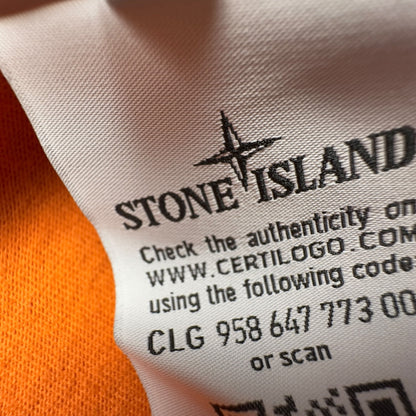 STONE ISLAND
Check the authenticity on
WWW.CERTILOGO.COM
using the following code:
CLG 958 647 773 00
or scan